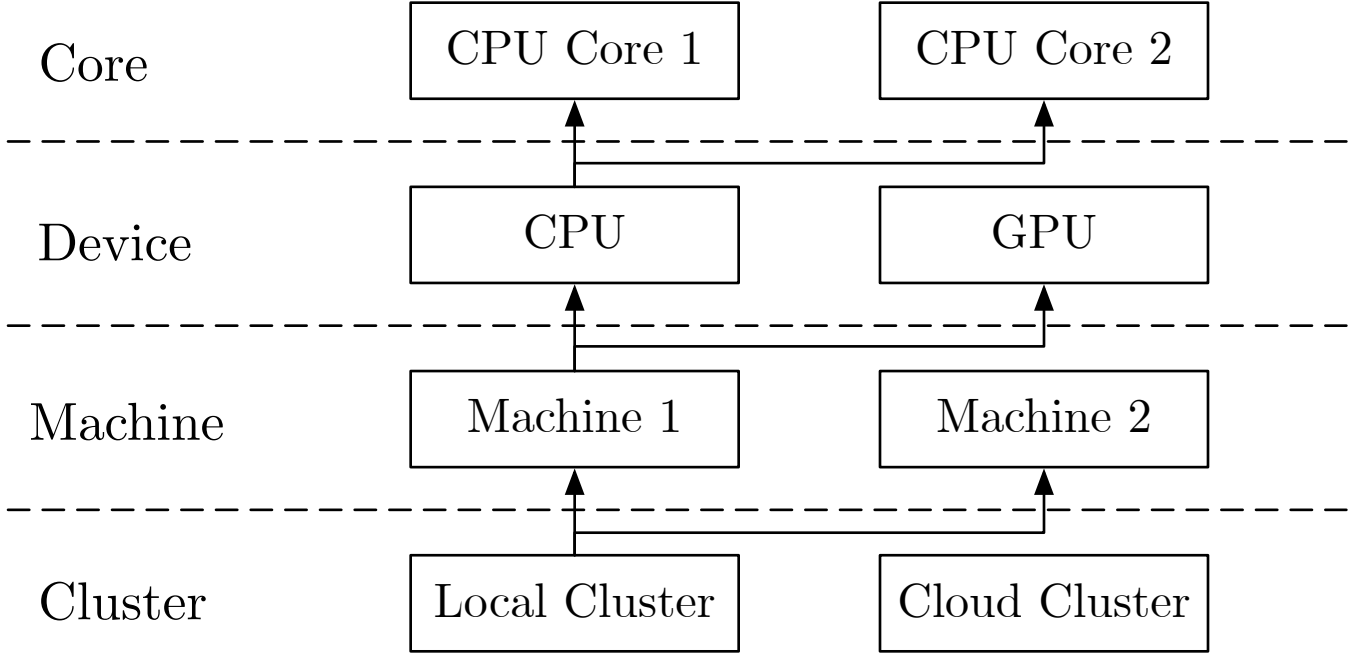 Core
CPU Core 1
CPU Core 2
Device
CPU
GPU
Machine
Machine 1
Machine 2
Cluster
Local Cluster
Cloud Cluster